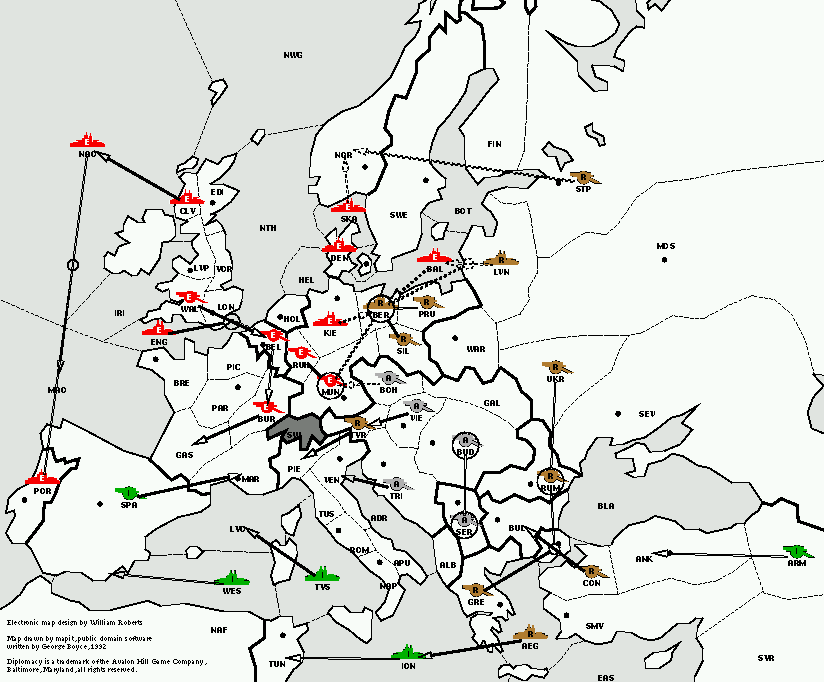 NWG
NAO
NOR
FIN
STP
EDI
CLV
SKA
SWE
BOT
NTH
DEN
MOS
LVP
YOR
HEL
BAL
LVN
WAL
LON
HOL
KIE
BER
PRU
IRI
ENG
BEL
RUH
SIL
WAR
PIC
MUN
BOH
UKR
BRE
MAO
PAR
BUR
VIE
GAL
SEV
SWI
TYR
BUD
GAS
PIE
MAR
VEN
TRI
RUM
POR
SPA
TUS
ADR
SER
BUL
BLA
LYO
ROM
APU
ALB
ANK
ARM
WES
TYS
NAP
CON
GRE
SMY
Electronic map design by William Roberts
NAF
Map drawn by mapit, public domain software
written by George Boyce, 1992
AEG
Diplomacy is a trademark of the Avalon Hill Game Company,
Baltimore, Maryland, all rights reserved.
TUN
ION
EAS
SYR